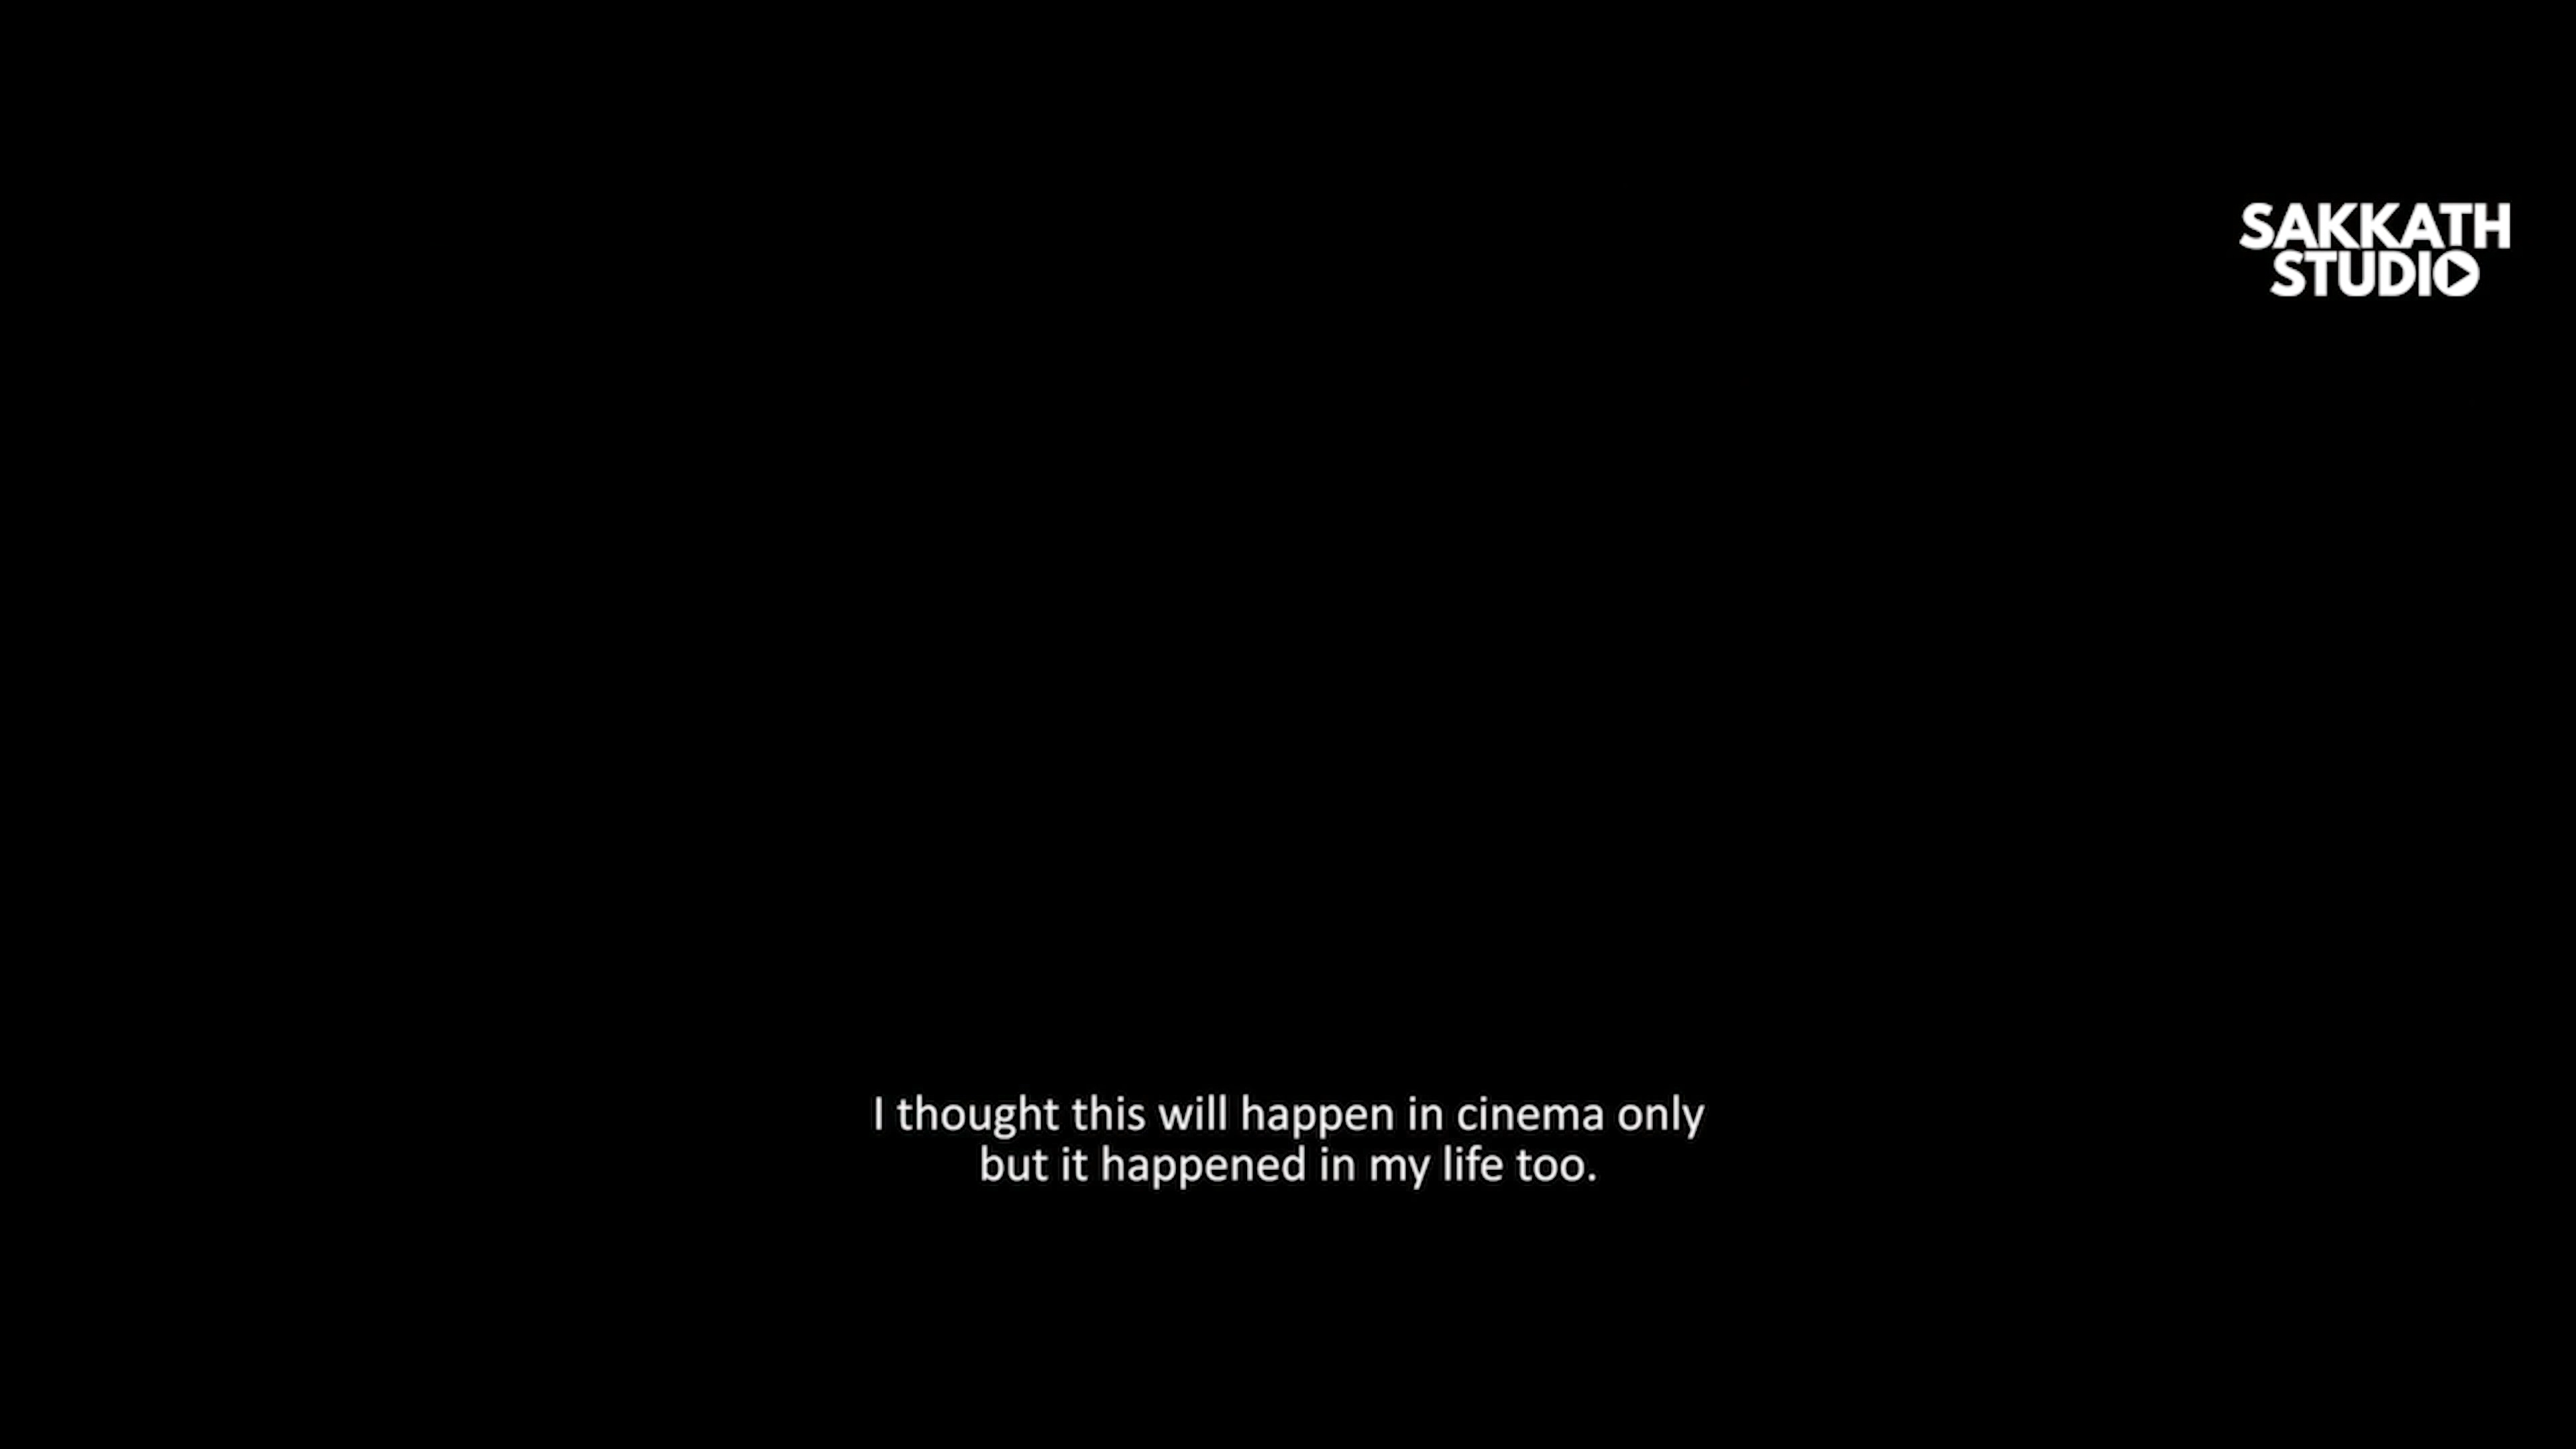 SAKKATH
STUDIO
I thought this will happen in cinema only
but it happened in my life too.